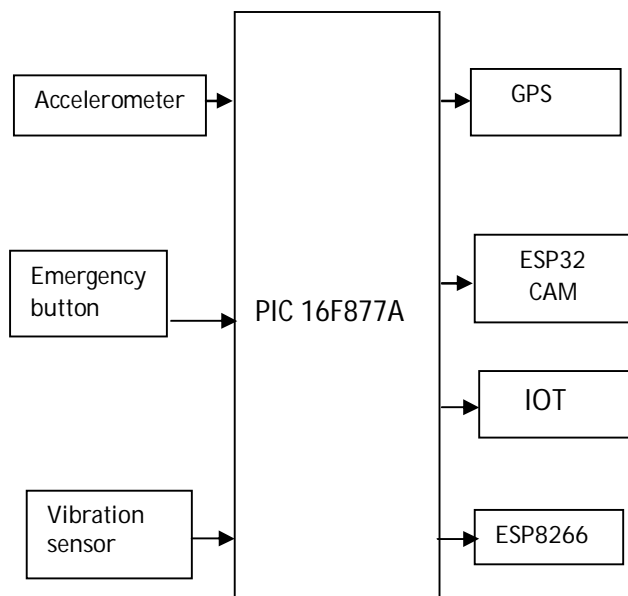 Accelerometer
Emergency
button
Vibration
sensor
PIC 16F877A
GPS
ESP32
CAM
IOT
ESP8266